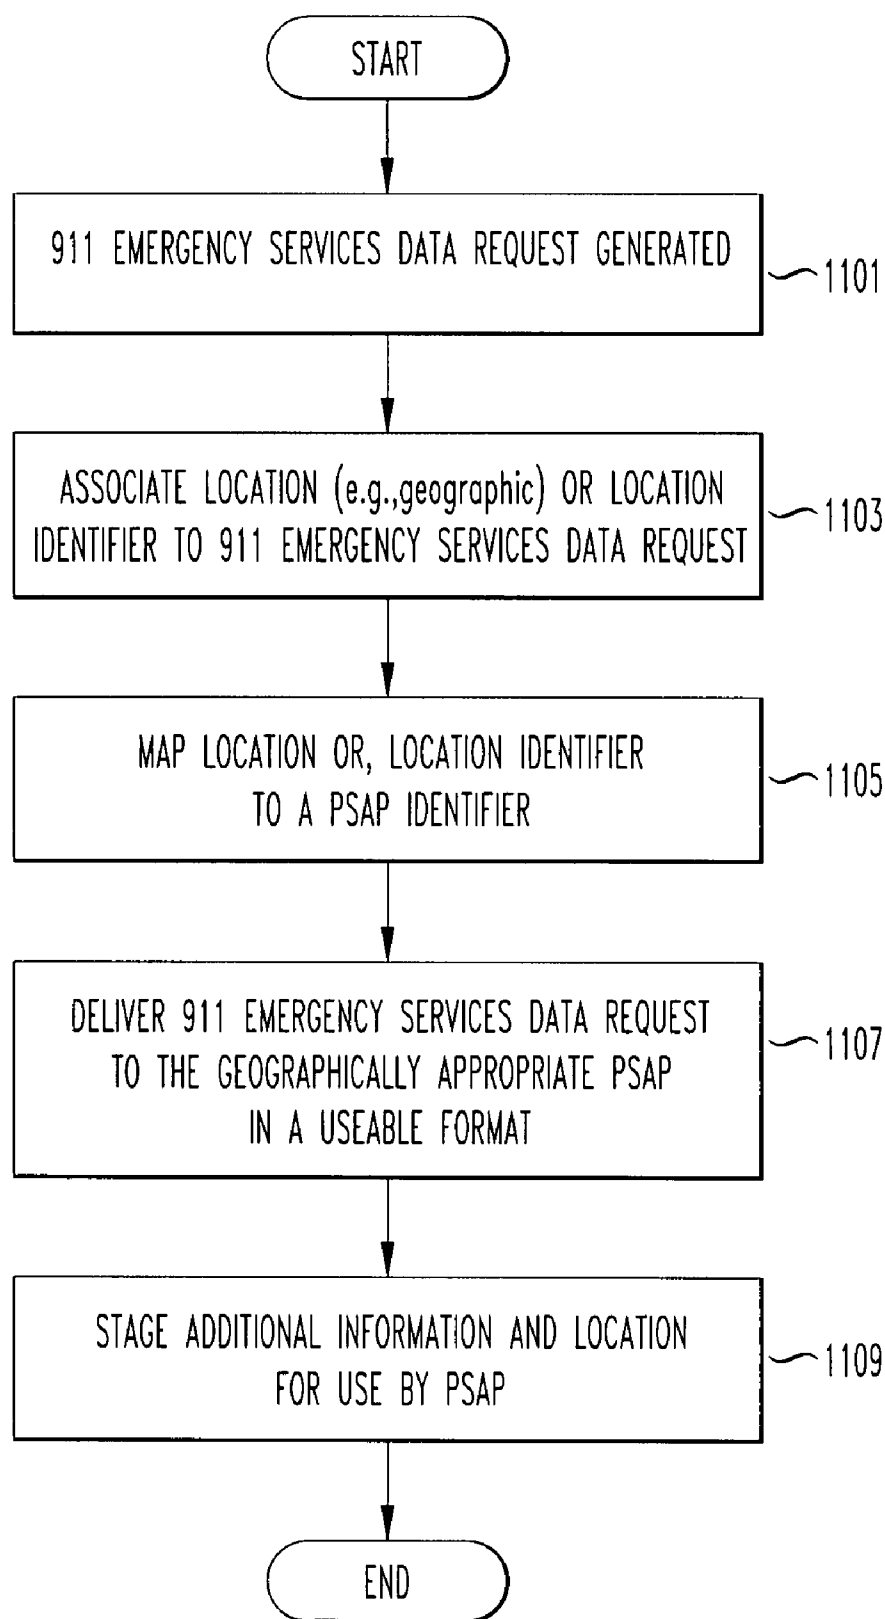 START
911 EMERGENCY SERVICES DATA REQUEST GENERATED
1101
ASSOCIATE LOCATION (e.g.,geographic) OR LOCATION
IDENTIFIER TO 911 EMERGENCY SERVICES DATA REQUEST
1103
MAP LOCATION OR, LOCATION IDENTIFIER
TO A PSAP IDENTIFIER
1105
DELIVER 911 EMERGENCY SERVICES DATA REQUEST
TO THE GEOGRAPHICALLY APPROPRIATE PSAP
IN A USEABLE FORMAT
1107
STAGE ADDITIONAL INFORMATION AND LOCATION
FOR USE BY PSAP
1109
END